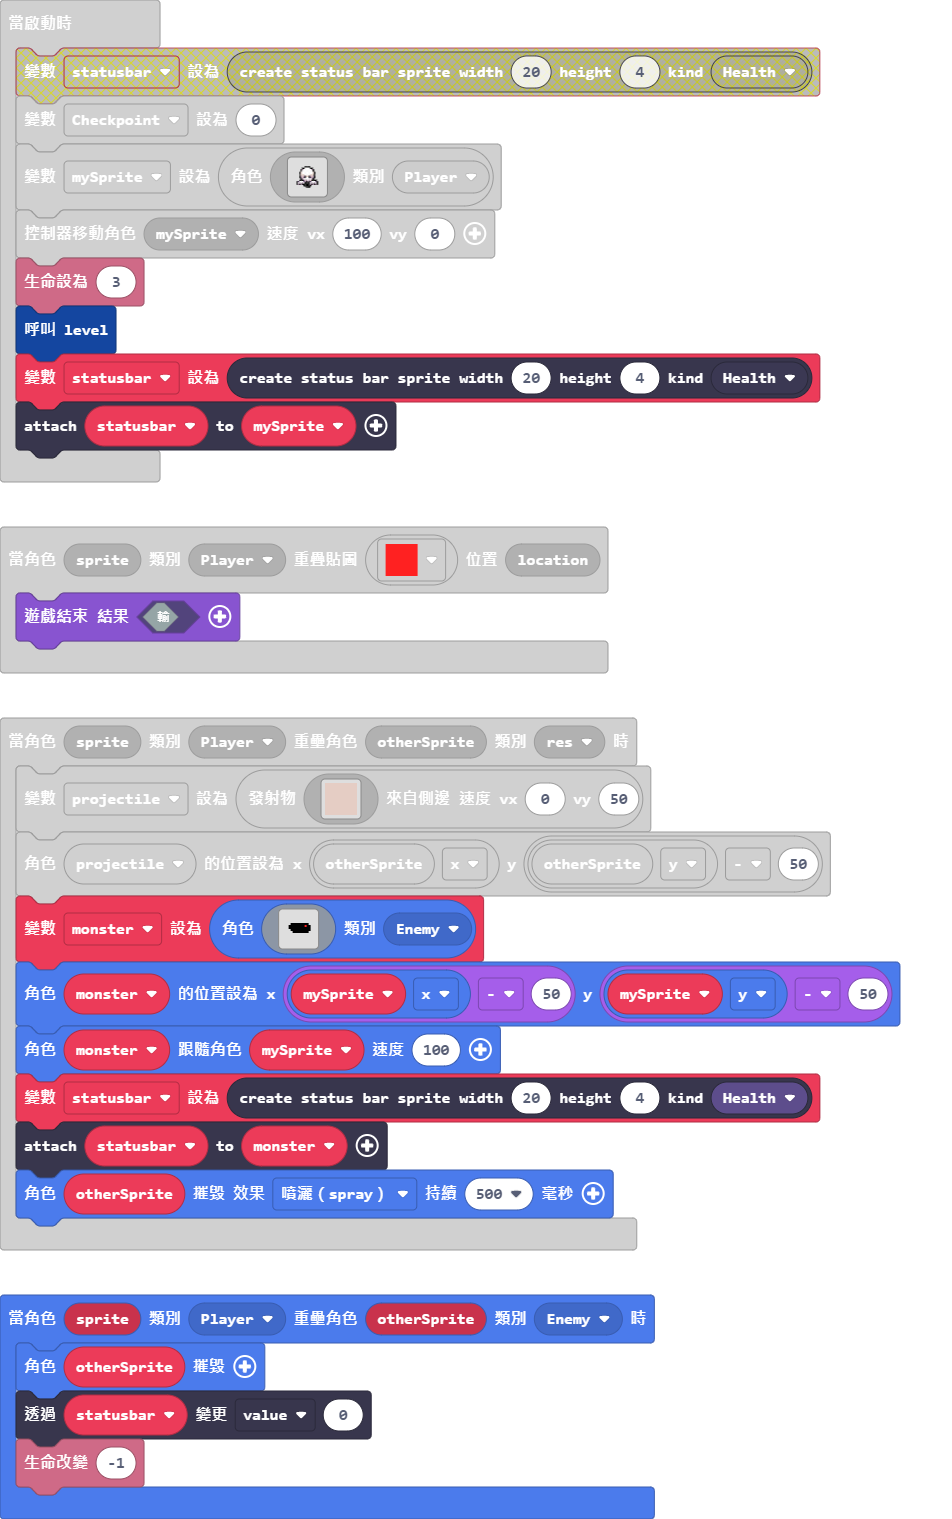 當啟動時
變數 statusbar 設為 create status bar sprite width 20 height 4 kind Health
變數 Checkpoint 設為 0
變數 mySprite 設為 角色 類別 Player
控制器移動角色 mySprite 速度 vx 100 vy 0
生命設為 3
呼叫 level
變數 statusbar 設為 create status bar sprite width 20 height 4 kind Health
attach statusbar to mySprite
當角色 sprite 類別 Player 重疊貼圖 位置 location
遊戲結束 結果 輸
當角色 sprite 類別 Player 重壘角色 otherSprite 類別 res 時
變數 projectile 設為 發射物 來自側邊 速度 vx 0 vy 50
角色 projectile 的位置設為 x otherSprite x y otherSprite y - 50
變數 monster 設為 角色 類別 Enemy
角色 monster 的位置設為 x mySprite x - 50 y mySprite y - 50
角色 monster 跟隨角色 mySprite 速度 100
變數 statusbar 設為 create status bar sprite width 20 height 4 kind Health
attach statusbar to monster
角色 otherSprite 摧毀 效果 噴灑 ( spray ) 持續 500 毫秒
當角色 sprite 類別 Player 重壘角色 otherSprite 類別 Enemy 時
角色 otherSprite 摧毀
透過 statusbar 變更 value 0
生命改變 -1